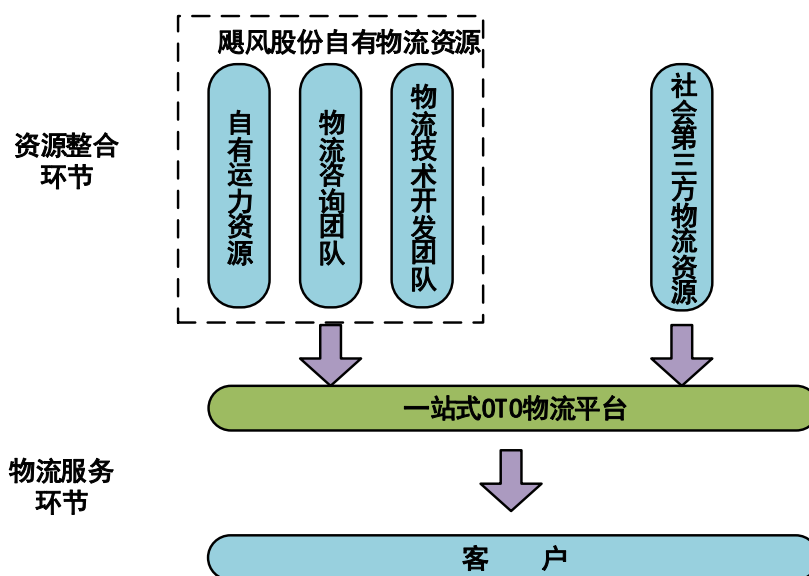 飓风股份自有物流资源
资源整合
环节
自有运力资源
物流咨询团队
物流技术开发团队
社会第三方物流资源
一站式OTO物流平台
物流服务
环节
客 户